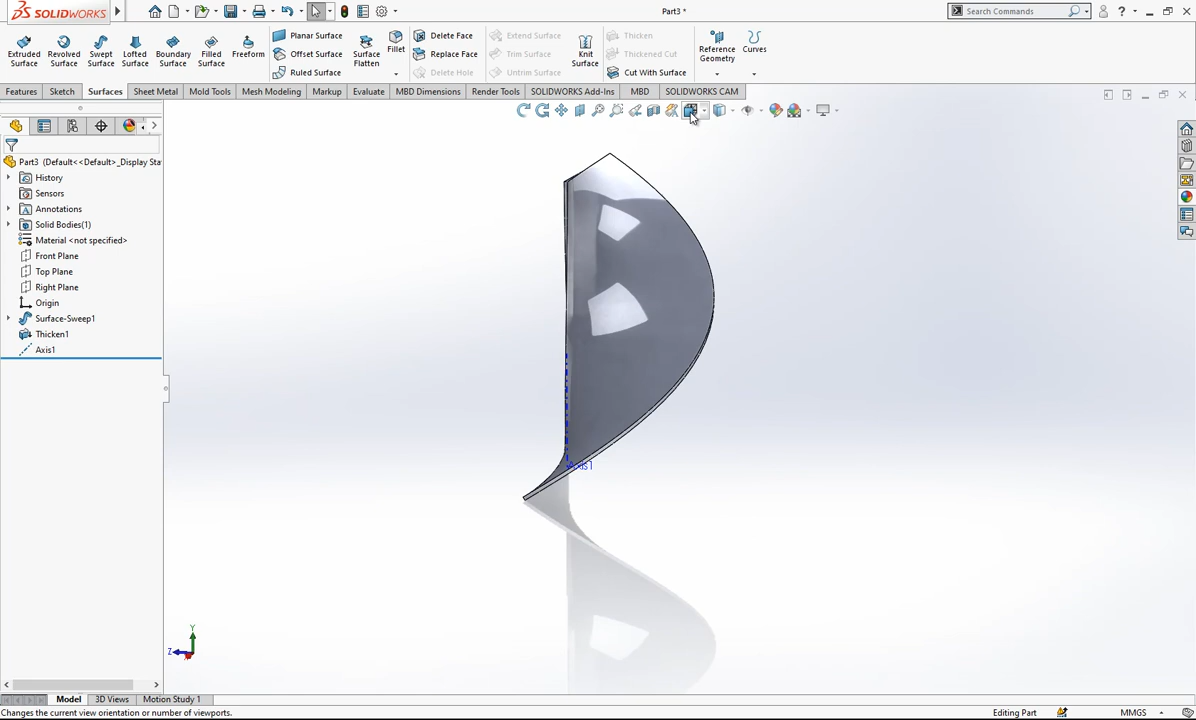 SOLIDWORKS
Part3 *
Search Commands
Extruded Surface
Revolved Surface
Swept Surface
Lofted Surface
Boundary Surface
Filled Surface
Freeform
Planar Surface
Offset Surface
Ruled Surface
Surface Flatten
Fillet
Delete Face
Replace Face
Delete Hole
Extend Surface
Trim Surface
Untrim Surface
Knit Surface
Thicken
Thickened Cut
Cut With Surface
Reference Geometry
Curves
Features Sketch Surfaces Sheet Metal Mold Tools Mesh Modeling Markup Evaluate MBD Dimensions Render Tools SOLIDWORKS Add-Ins MBD SOLIDWORKS CAM
Part3 (Default<<Default>_Display Sta
History
Sensors
Annotations
Solid Bodies(1)
Material <not specified>
Front Plane
Top Plane
Right Plane
Origin
Surface-Sweep1
Thicken1
Axis1
Axis1
Y
Z
Model 3D Views Motion Study 1
Changes the current view orientation or number of viewports.
Editing Part
MMGS